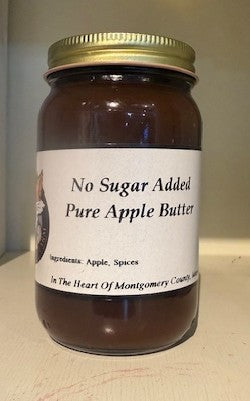 No Sugar Added
Pure Apple Butter
Ingredients: Apple, Spices
In The Heart Of Montgomery County,